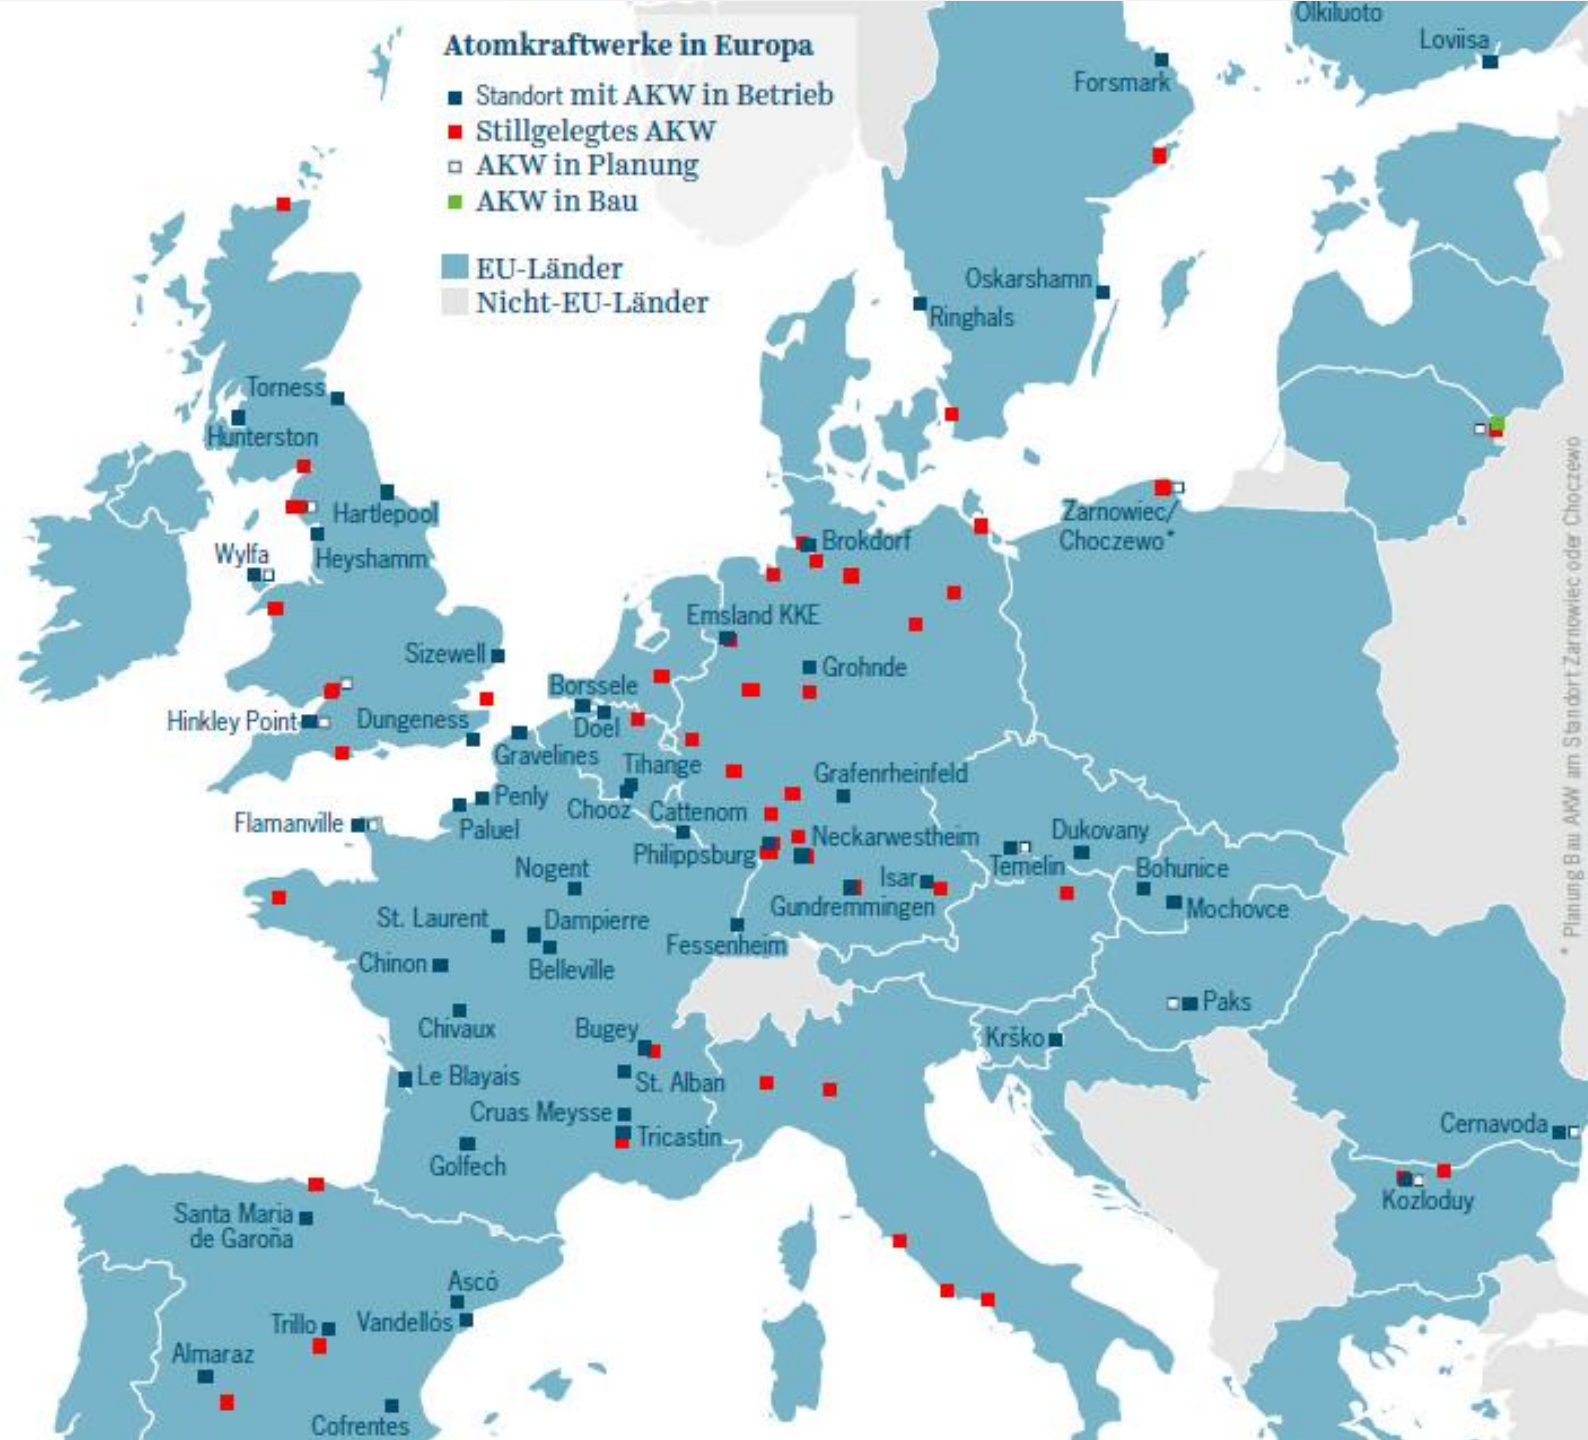 Olkiluoto
Loviisa
Atomkraftwerke in Europa
Standort mit AKW in Betrieb
Stillgelegtes AKW
AKW in Planung
AKW in Bau
EU-Länder
Nicht-EU-Länder
Forsmark
Oskarshamn
Ringhals
Torness
Hunterston
Hartlepool
Wylfa
Heyshamm
Zarnowiec/
Choczewo*
Brokdorf
Emsland KKE
Sizewell
Grohnde
Borssele
Hinkley Point
Dungeness
Doel
Gravelines
Tihange
Grafenrheinfeld
Penly
Chooz
Cattenom
Flamanville
Paluel
Neckarwestheim
Dukovany
Philippsburg
Temelin
Nogent
Isar
Bohunice
Gundremmingen
Mochovce
St. Laurent
Dampierre
Fessenheim
Chinon
Belleville
Paks
Chivaux
Bugey
Krško
Le Blayais
St. Alban
Cruas Meysse
Cernavoda
Tricastin
Golfech
Kozloduy
Santa Maria
de Garoña
Ascó
Trillo
Vandellós
Almaraz
Cofrentes
* Planung Bau AKW am Standort Zarnowiec oder Choczewo